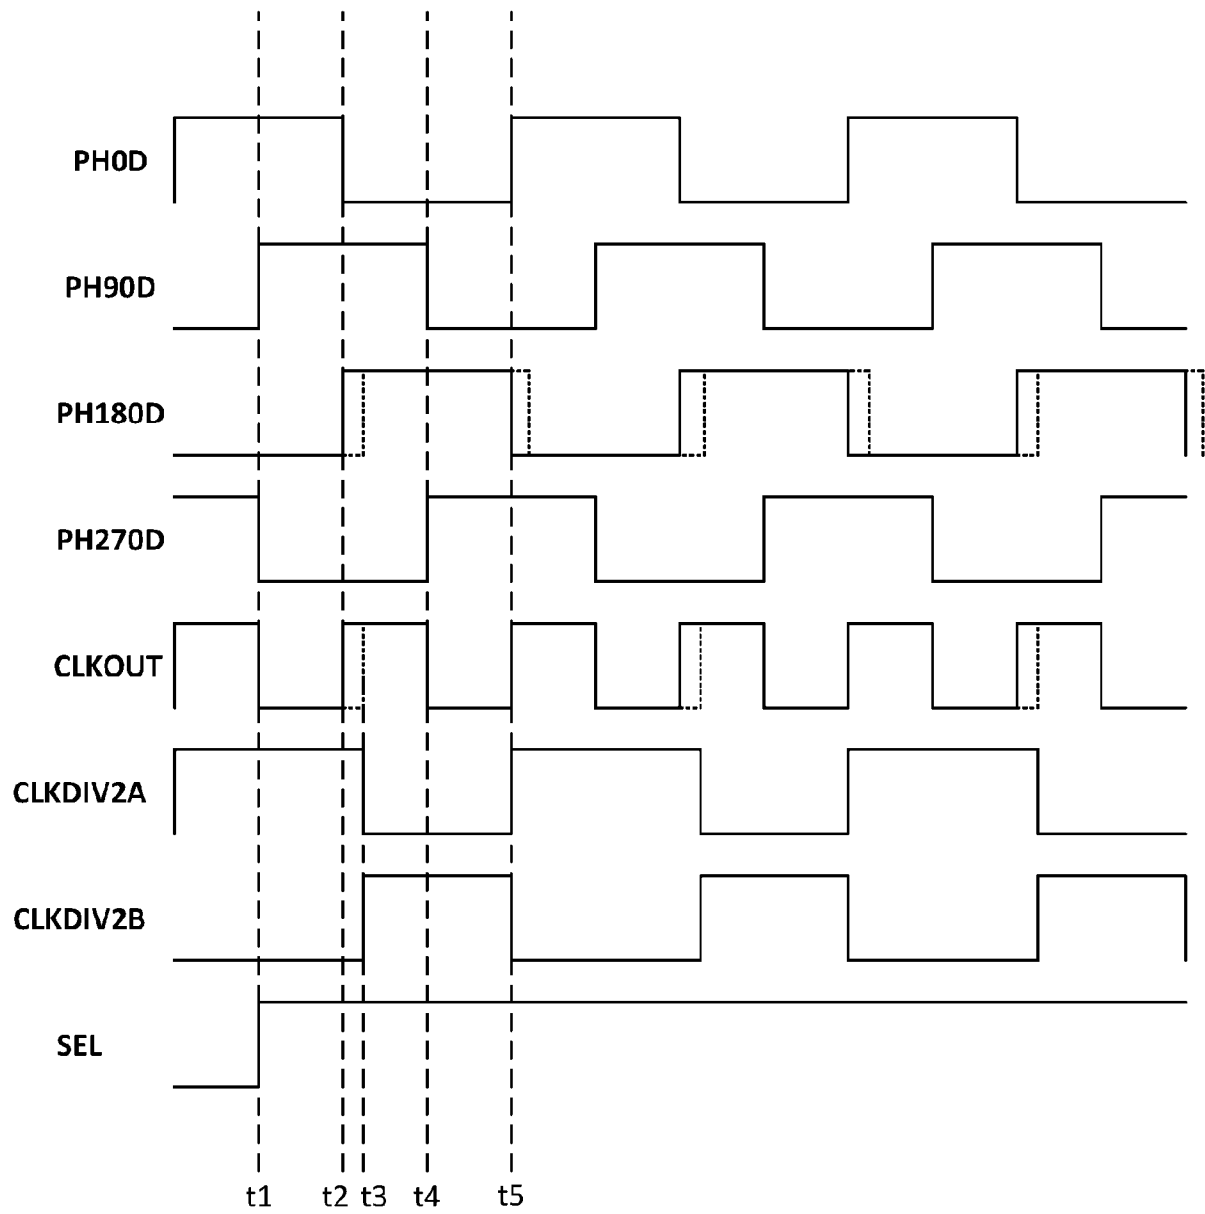 PH0D
PH90D
PH180D
PH270D
CLKOUT
CLKDIV2A
CLKDIV2B
SEL
t1 t2 t3 t4 t5